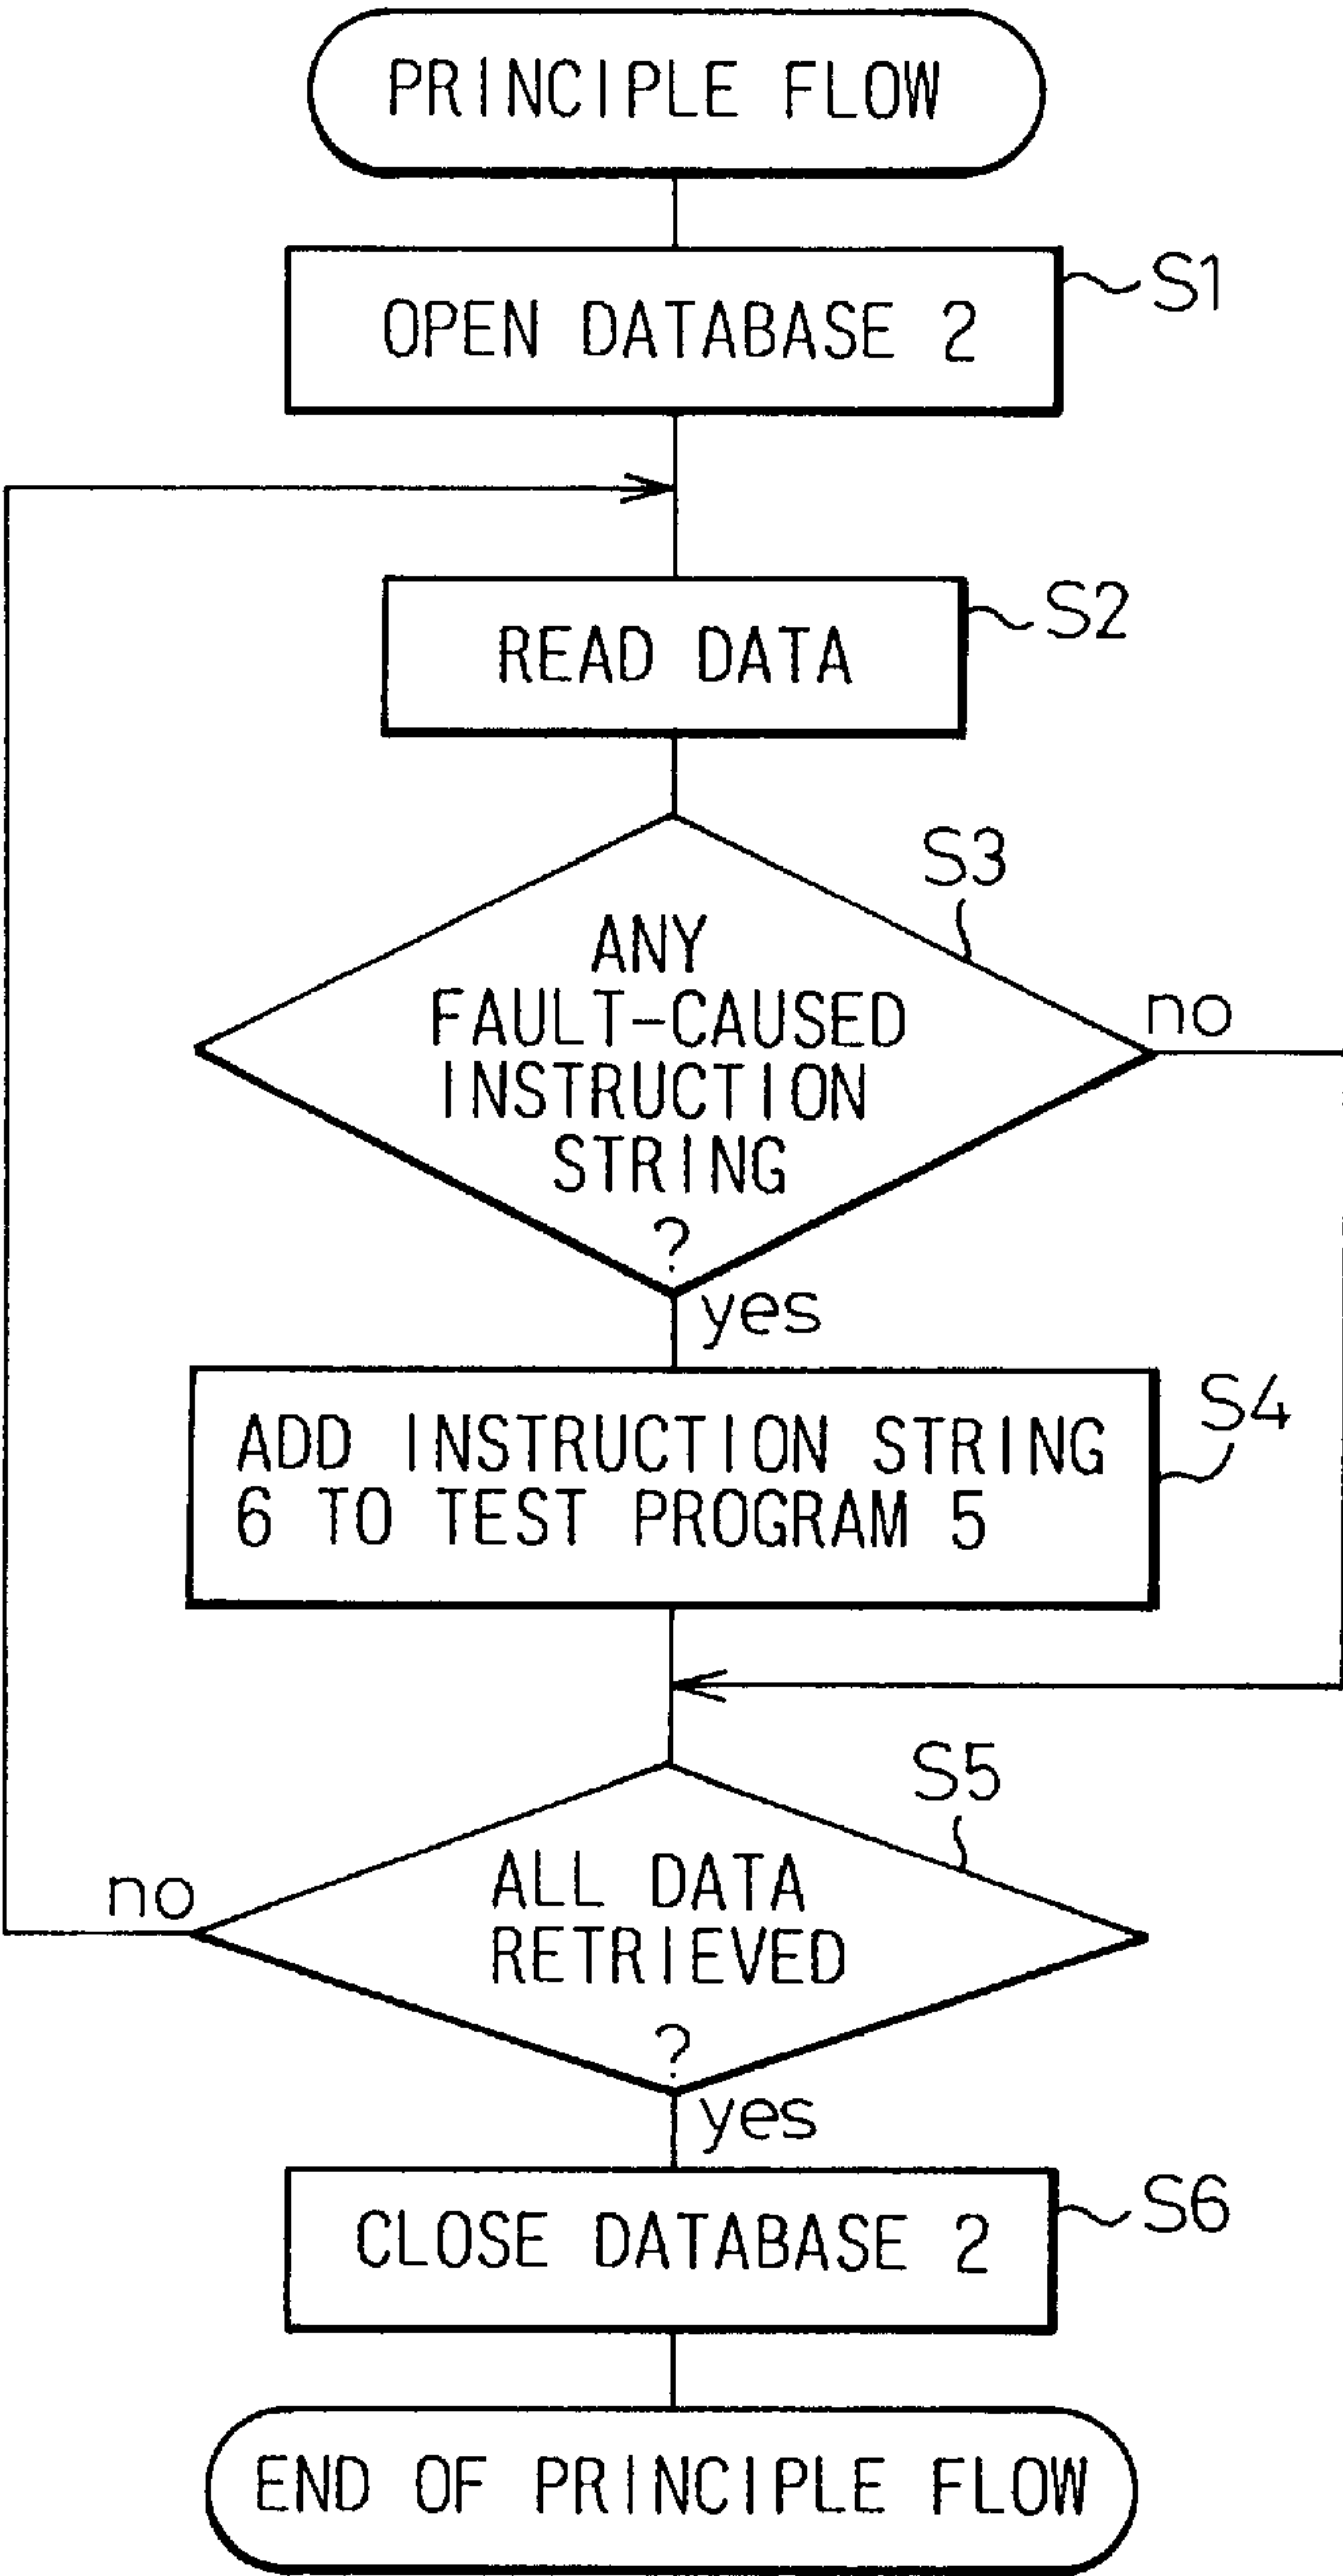 PRINCIPLE FLOW
S1
OPEN DATABASE 2
S2
READ DATA
S3
ANY
FAULT-CAUSED
INSTRUCTION
STRING
?
no
yes
S4
ADD INSTRUCTION STRING
6 TO TEST PROGRAM 5
S5
ALL DATA
RETRIEVED
?
no
yes
S6
CLOSE DATABASE 2
END OF PRINCIPLE FLOW